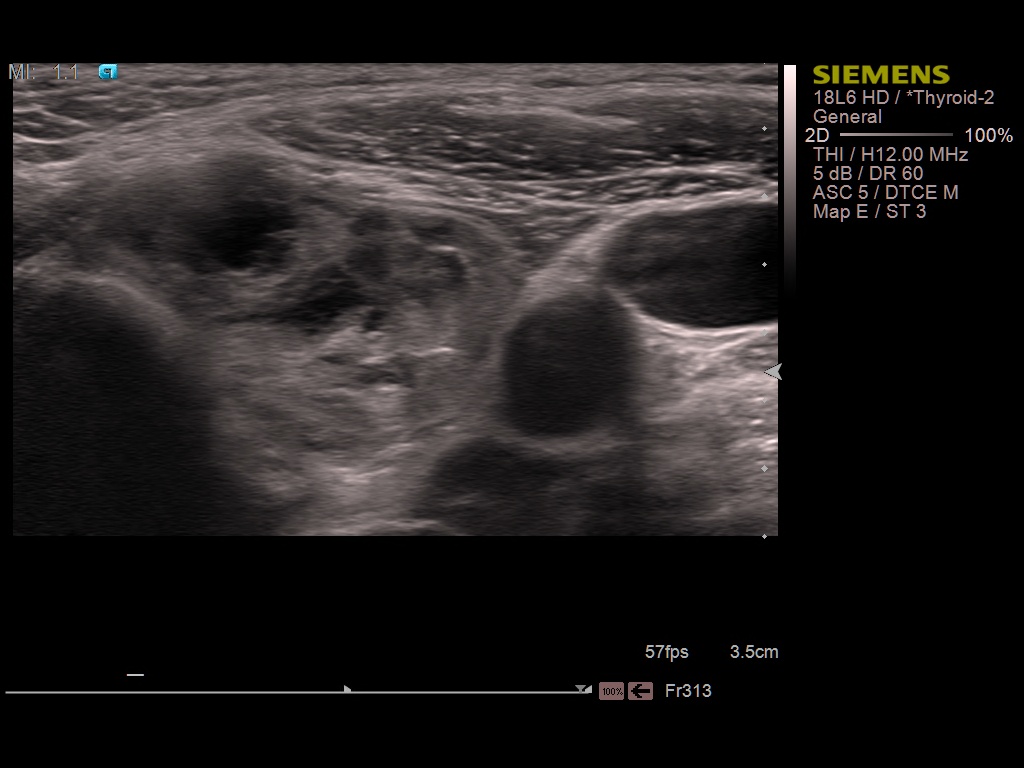 MI: 1.1
SIEMENS
18L6 HD / *Thyroid-2
General
2D 100%
THI / H12.00 MHz
5 dB / DR 60
ASC 5 / DTCE M
Map E / ST 3
57fps 3.5cm
100% Fr313